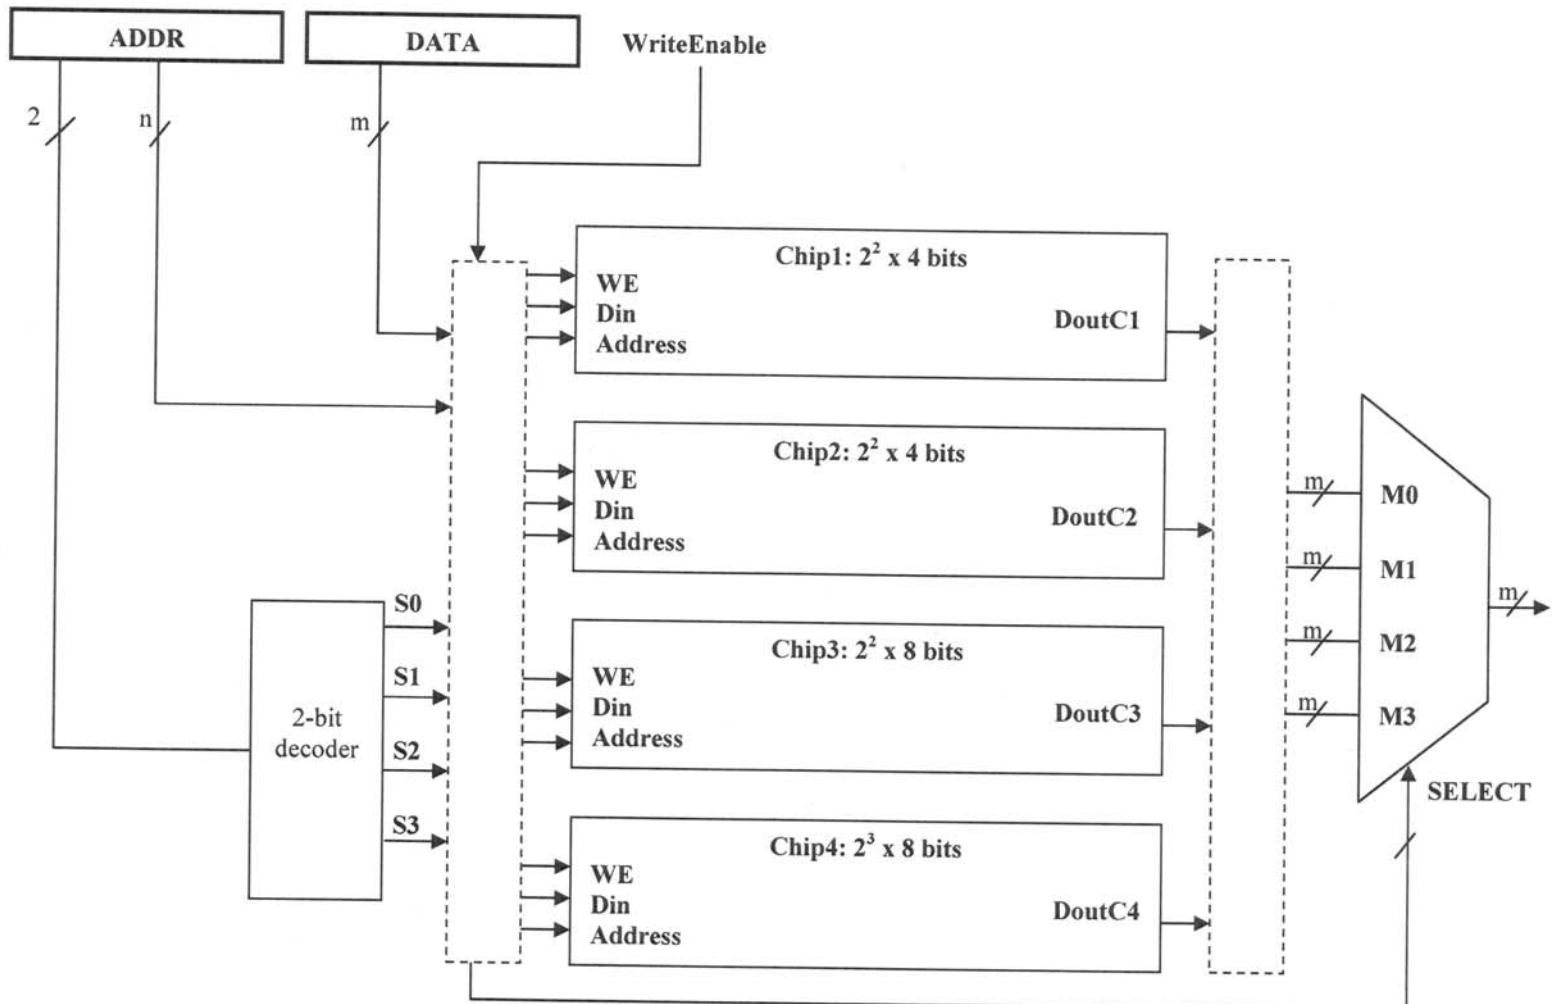 ADDR
DATA
WriteEnable
2
n
m
Chip1: 2² x 4 bits
WE
Din
Address
DoutC1
Chip2: 2² x 4 bits
WE
Din
Address
DoutC2
m
M0
m
M1
m
m
M2
m
M3
S0
S1
2-bit
decoder
S2
S3
Chip3: 2² x 8 bits
WE
Din
Address
DoutC3
SELECT
Chip4: 2³ x 8 bits
WE
Din
Address
DoutC4